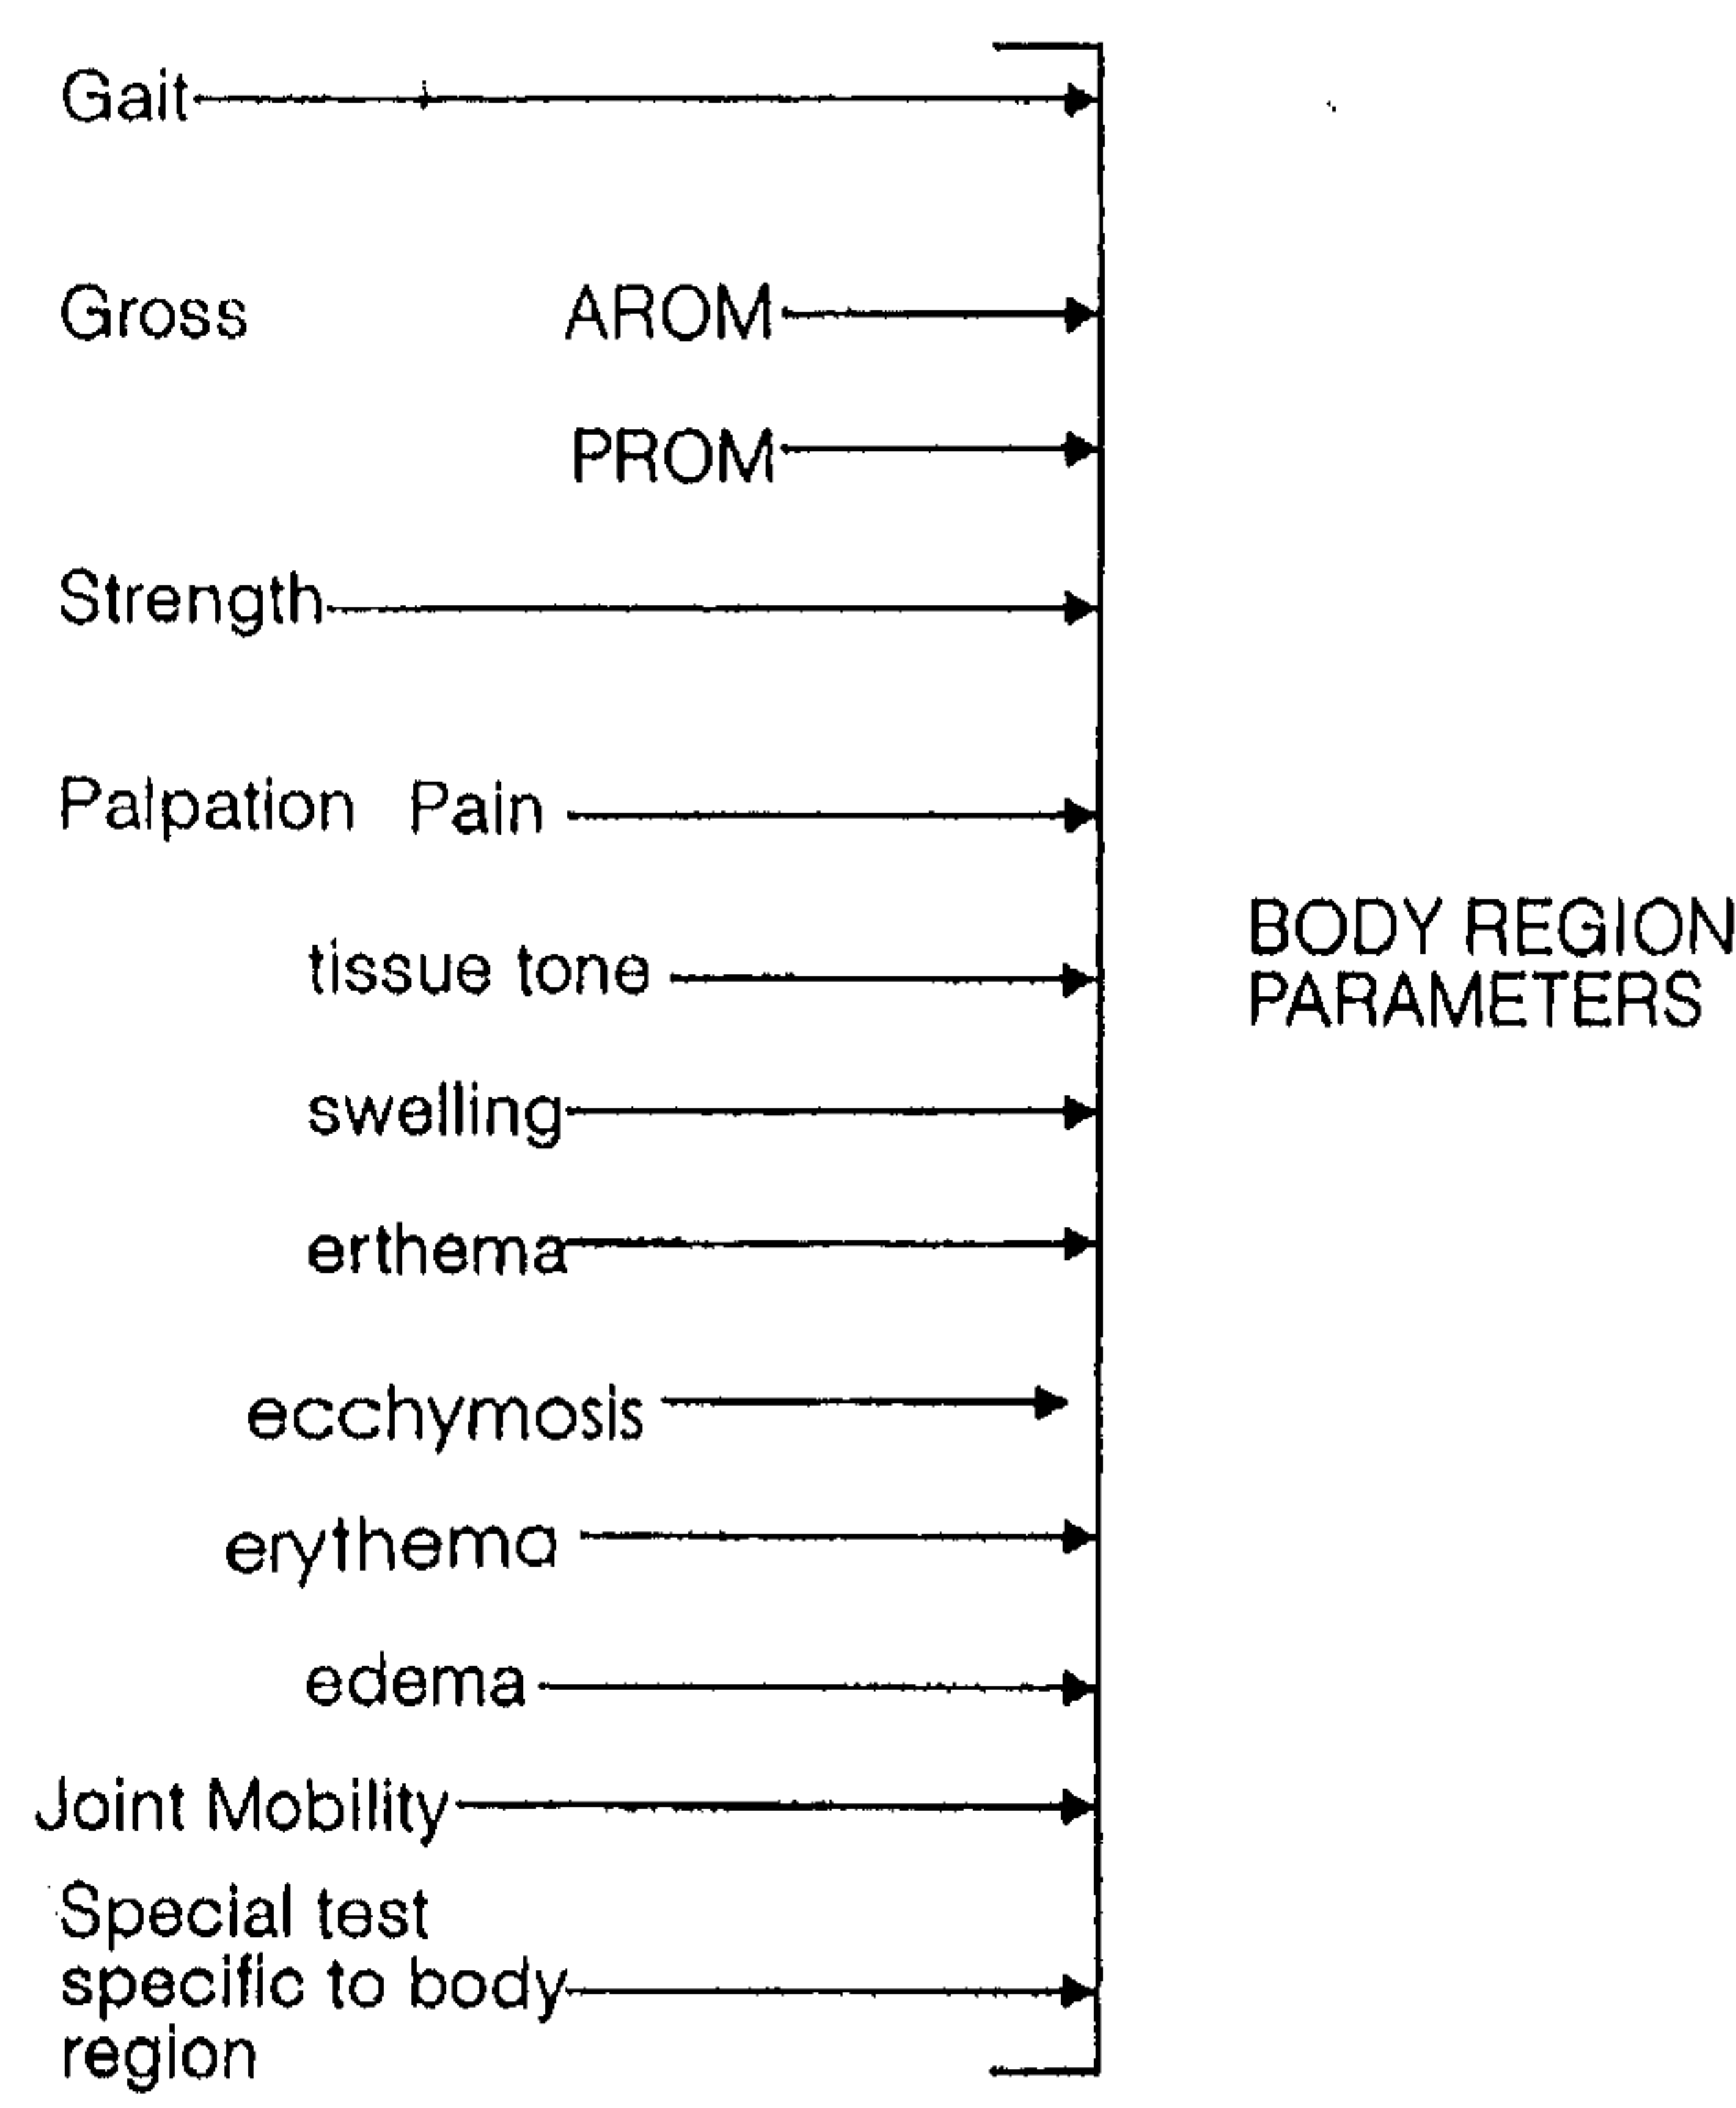 Gait
Gross AROM
PROM
Strength
Palpation Pain
tissue tone
swelling
erthema
ecchymosis
erythema
edema
Joint Mobility
Special test
specific to body
region
BODY REGION
PARAMETERS